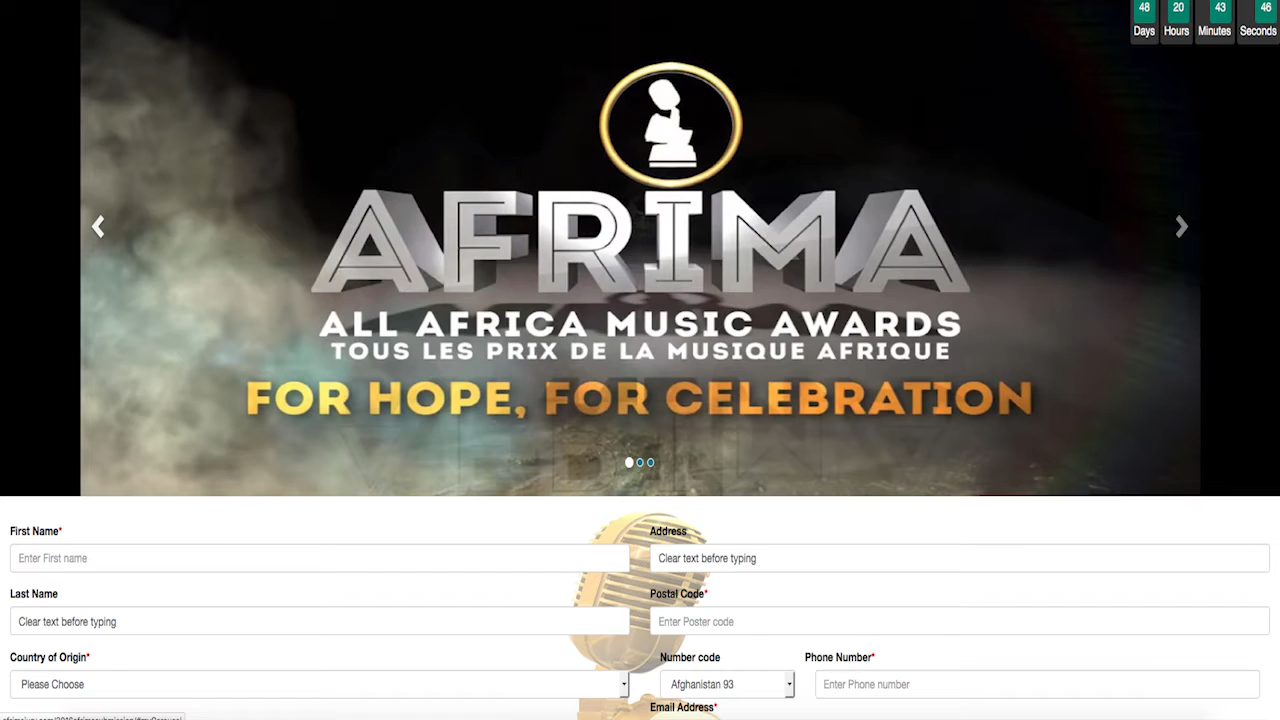 48 20 43 46
Days Hours Minutes Seconds
AFRIMA
ALL AFRICA MUSIC AWARDS
TOUS LES PRIX DE LA MUSIQUE AFRIQUE
FOR HOPE, FOR CELEBRATION
First Name*
Enter First name
Address
Clear text before typing
Last Name
Clear text before typing
Postal Code*
Enter Poster code
Country of Origin*
Please Choose
Number code
Afghanistan 93
Phone Number*
Enter Phone number
Email Address*